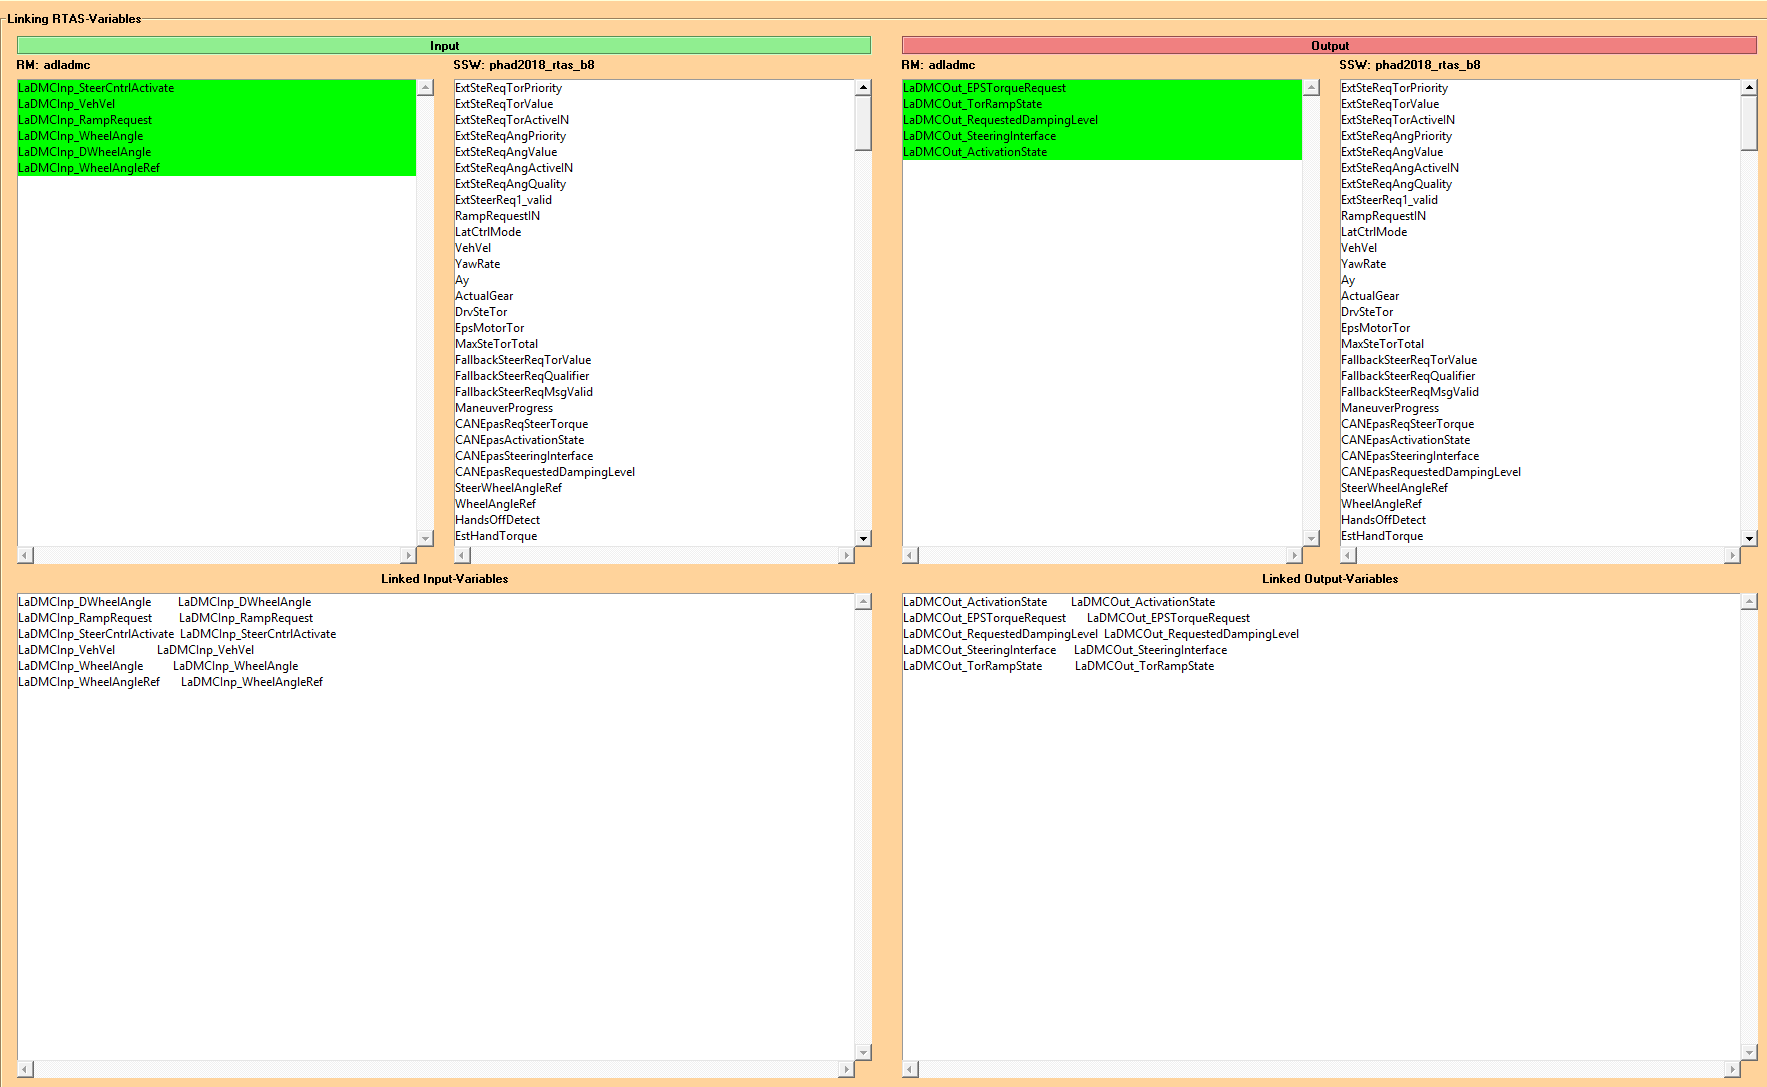 Linking RTAS-Variables
Input
RM: adladmc
SSW: phad2018_rtas_b8
LaDMCInp_SteerCntrlActivate
LaDMCInp_VehVel
LaDMCInp_RampRequest
LaDMCInp_WheelAngle
LaDMCInp_DWheelAngle
LaDMCInp_WheelAngleRef
ExtSteReqTorPriority
ExtSteReqTorValue
ExtSteReqTorActiveIN
ExtSteReqAngPriority
ExtSteReqAngValue
ExtSteReqAngActiveIN
ExtSteReqAngQuality
ExtSteerReq1_valid
RampRequestIN
LatCtrlMode
VehVel
YawRate
Ay
ActualGear
DrvSteTor
EpsMotorTor
MaxSteTorTotal
FallbackSteerReqTorValue
FallbackSteerReqQualifier
FallbackSteerReqMsgValid
ManeuverProgress
CANEpasReqSteerTorque
CANEpasActivationState
CANEpasSteeringInterface
CANEpasRequestedDampingLevel
SteerWheelAngleRef
WheelAngleRef
HandsOffDetect
EstHandTorque
Linked Input-Variables
LaDMCInp_DWheelAngle LaDMCInp_DWheelAngle
LaDMCInp_RampRequest LaDMCInp_RampRequest
LaDMCInp_SteerCntrlActivate LaDMCInp_SteerCntrlActivate
LaDMCInp_VehVel LaDMCInp_VehVel
LaDMCInp_WheelAngle LaDMCInp_WheelAngle
LaDMCInp_WheelAngleRef LaDMCInp_WheelAngleRef
Output
RM: adladmc
SSW: phad2018_rtas_b8
LaDMCOut_EPSTorqueRequest
LaDMCOut_TorRampState
LaDMCOut_RequestedDampingLevel
LaDMCOut_SteeringInterface
LaDMCOut_ActivationState
ExtSteReqTorPriority
ExtSteReqTorValue
ExtSteReqTorActiveIN
ExtSteReqAngPriority
ExtSteReqAngValue
ExtSteReqAngActiveIN
ExtSteReqAngQuality
ExtSteerReq1_valid
RampRequestIN
LatCtrlMode
VehVel
YawRate
Ay
ActualGear
DrvSteTor
EpsMotorTor
MaxSteTorTotal
FallbackSteerReqTorValue
FallbackSteerReqQualifier
FallbackSteerReqMsgValid
ManeuverProgress
CANEpasReqSteerTorque
CANEpasActivationState
CANEpasSteeringInterface
CANEpasRequestedDampingLevel
SteerWheelAngleRef
WheelAngleRef
HandsOffDetect
EstHandTorque
Linked Output-Variables
LaDMCOut_ActivationState LaDMCOut_ActivationState
LaDMCOut_EPSTorqueRequest LaDMCOut_EPSTorqueRequest
LaDMCOut_RequestedDampingLevel LaDMCOut_RequestedDampingLevel
LaDMCOut_SteeringInterface LaDMCOut_SteeringInterface
LaDMCOut_TorRampState LaDMCOut_TorRampState